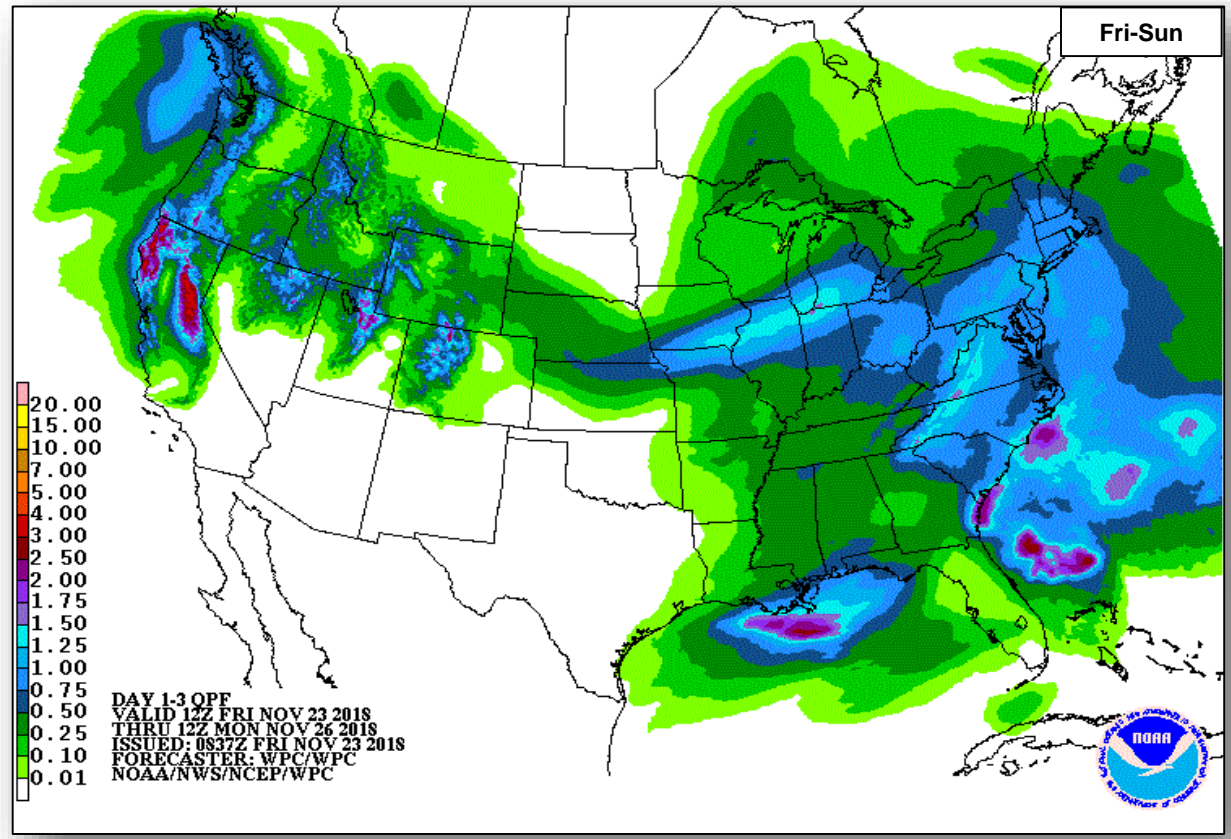 Fri-Sun
20.00
15.00
10.00
7.00
5.00
4.00
3.00
2.50
2.00
1.75
1.50
1.25
1.00
0.75
0.50
0.25
0.10
0.01
DAY 1-3 QPF
VALID 12Z FRI NOV 23 2018
THRU 12Z MON NOV 26 2018
ISSUED: 0837Z FRI NOV 23 2018
FORECASTER: WPC/WPC
NOAA/NWS/NCEP/WPC
NOAA